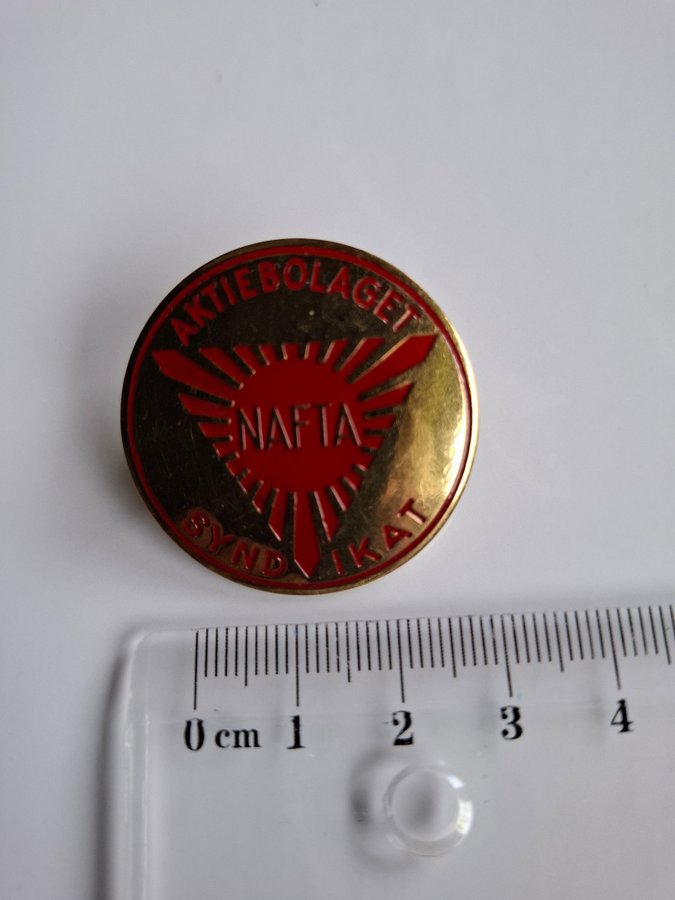 AKTIEBOLAGET
NAFTA
SYNDIKAT
0 cm 1 2 3 4